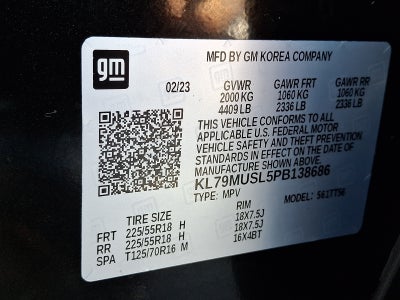 gm
MFD BY GM KOREA COMPANY
02/23 GVWR GAWR FRT GAWR RR
2000 KG 1060 KG 1060 KG
4409 LB 2336 LB 2336 LB
THIS VEHICLE CONFORMS TO ALL
APPLICABLE U.S. FEDERAL MOTOR
VEHICLE SAFETY AND THEFT PREVENTION
STANDARDS IN EFFECT ON THE DATE OF
MANUFACTURE SHOWN ABOVE.
KL79MUSL5PB138686
TYPE: MPV MODEL: 561TT56
TIRE SIZE RIM
FRT 225/55R18 H 18X7.5J
RR 225/55R18 H 18X7.5J
SPA T125/70R16 M 16X4BT